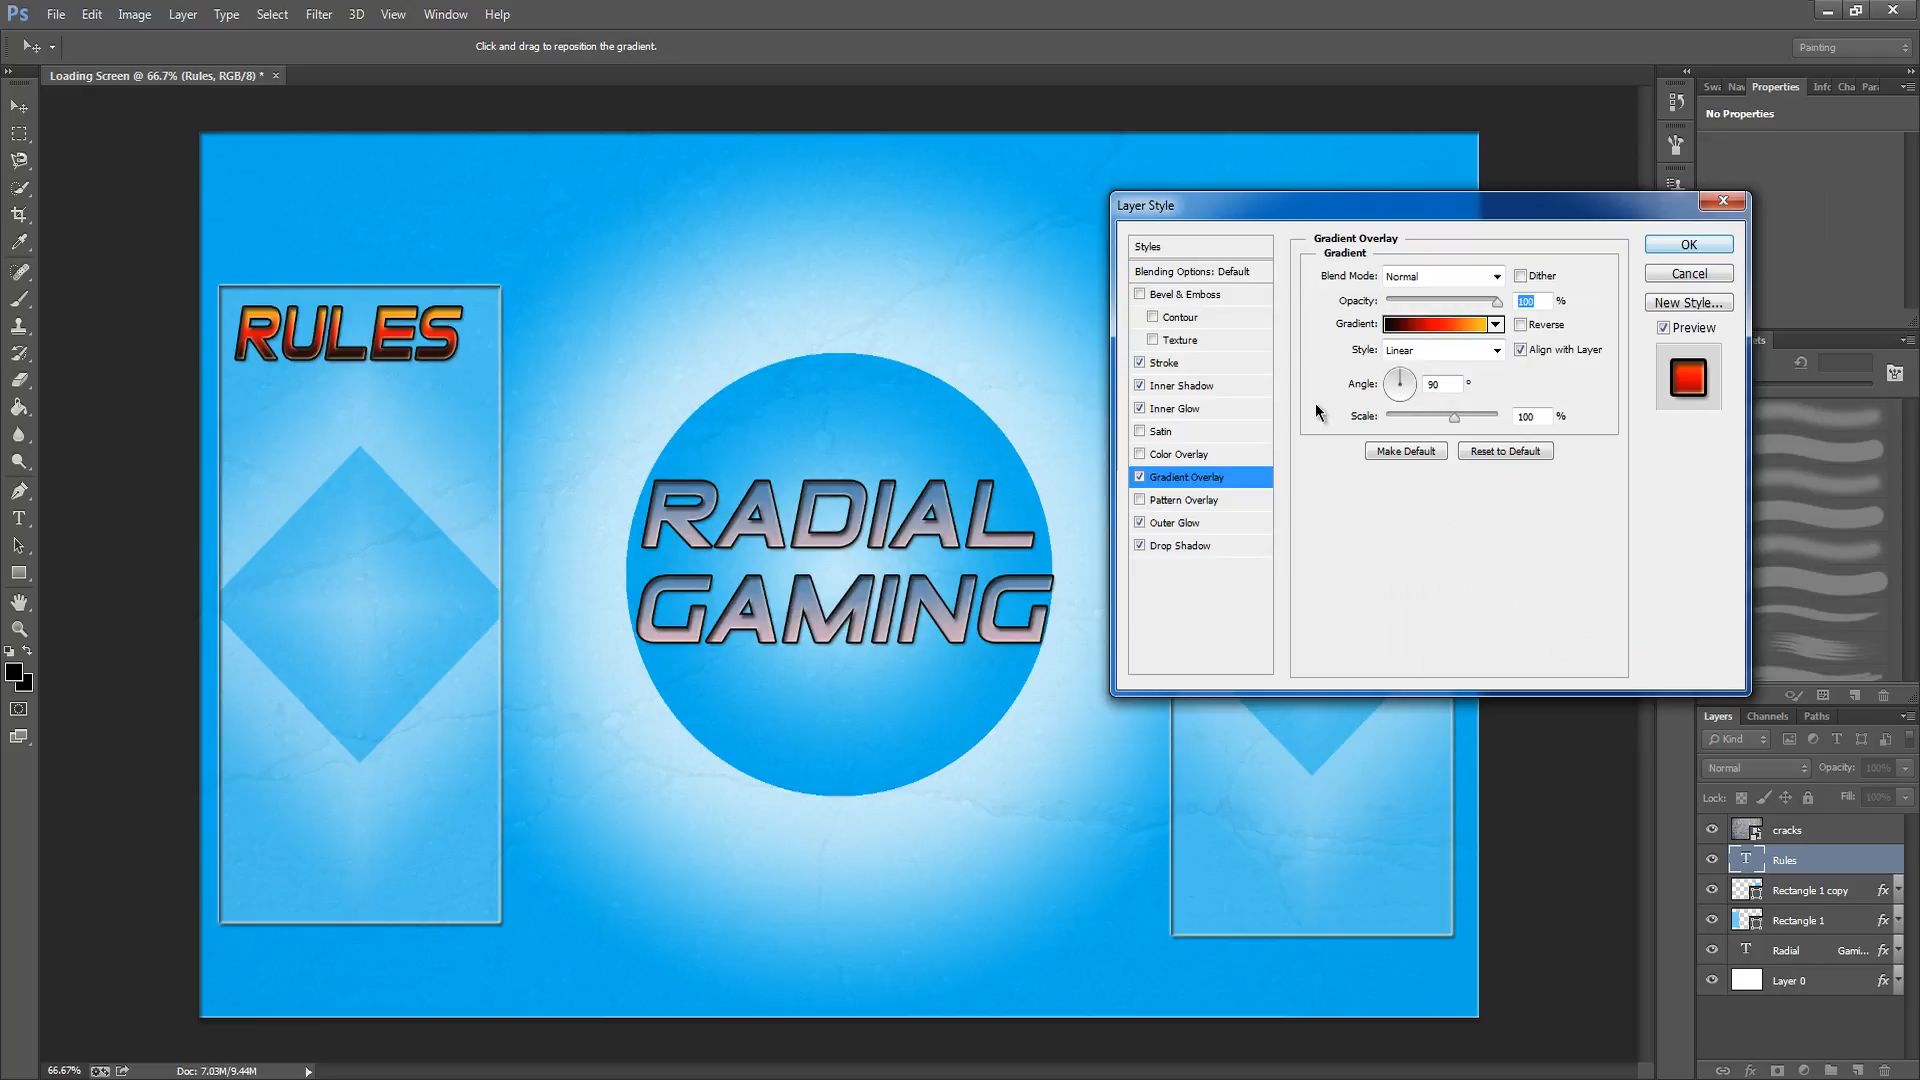 Ps File Edit Image Layer Type Select Filter 3D View Window Help
Click and drag to reposition the gradient.
Painting
Loading Screen @ 66.7% (Rules, RGB/8) * ×
Swa Nav Properties Info Cha Para
No Properties
RULES
RADIAL
GAMING
Layer Style
Styles
Blending Options: Default
Bevel & Emboss
Contour
Texture
Stroke
Inner Shadow
Inner Glow
Satin
Color Overlay
Gradient Overlay
Pattern Overlay
Outer Glow
Drop Shadow
Gradient Overlay
Gradient
Blend Mode: Normal Dither
Opacity: 100 %
Gradient: Reverse
Style: Linear Align with Layer
Angle: 90 °
Scale: 100 %
Make Default Reset to Default
OK
Cancel
New Style...
Preview
Layers Channels Paths
Kind
Normal Opacity: 100%
Lock: Fill: 100%
cracks
Rules
Rectangle 1 copy fx
Rectangle 1 fx
Radial Gami... fx
Layer 0 fx
66.67% Doc: 7.03M/9.44M